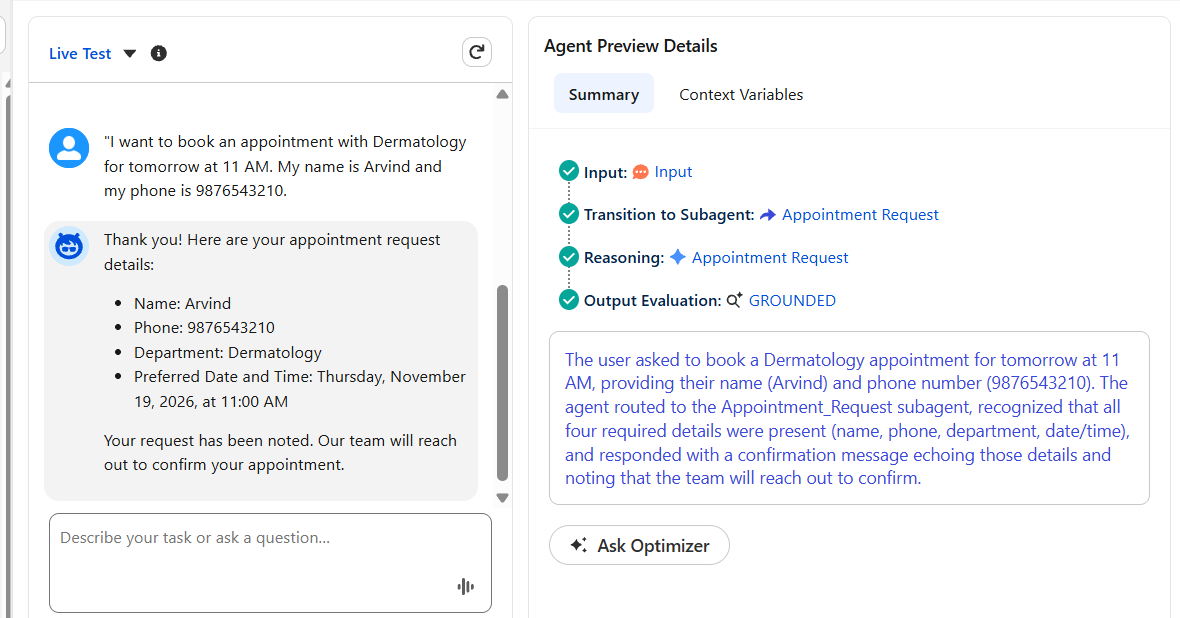 Live Test
"I want to book an appointment with Dermatology
for tomorrow at 11 AM. My name is Arvind and
my phone is 9876543210.
Thank you! Here are your appointment request
details:
• Name: Arvind
• Phone: 9876543210
• Department: Dermatology
• Preferred Date and Time: Thursday, November
19, 2026, at 11:00 AM
Your request has been noted. Our team will reach
out to confirm your appointment.
Describe your task or ask a question...
Agent Preview Details
Summary
Context Variables
Input: Input
Transition to Subagent: Appointment Request
Reasoning: Appointment Request
Output Evaluation: GROUNDED
The user asked to book a Dermatology appointment for tomorrow at 11
AM, providing their name (Arvind) and phone number (9876543210). The
agent routed to the Appointment_Request subagent, recognized that all
four required details were present (name, phone, department, date/time),
and responded with a confirmation message echoing those details and
noting that the team will reach out to confirm.
Ask Optimizer